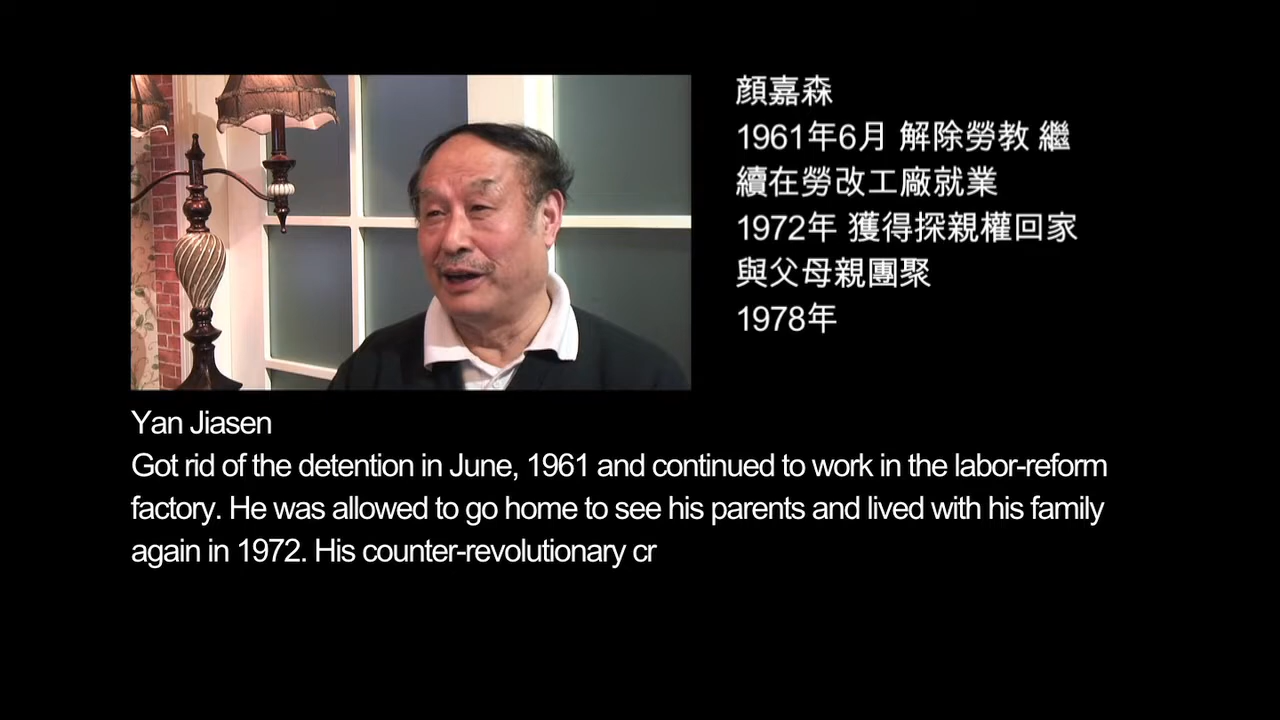 顏嘉森
1961年6月 解除勞教 繼
續在勞改工廠就業
1972年 獲得探親權回家
與父母親團聚
1978年
Yan Jiasen
Got rid of the detention in June, 1961 and continued to work in the labor-reform
factory. He was allowed to go home to see his parents and lived with his family
again in 1972. His counter-revolutionary cr